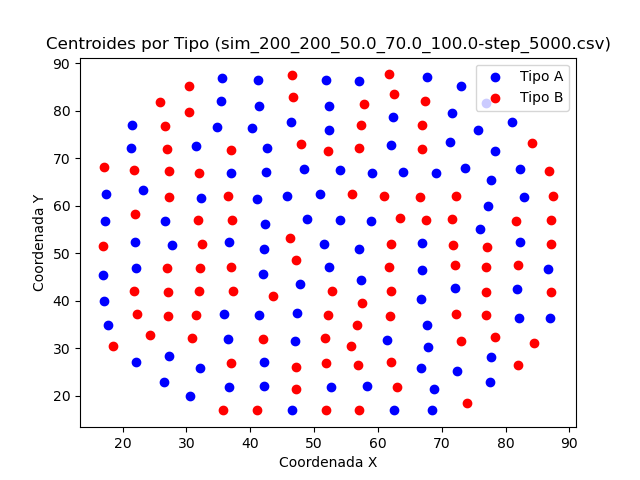 Centroides por Tipo (sim_200_200_50.0_70.0_100.0-step_5000.csv)
Tipo A
Tipo B
Coordenada Y
90
80
70
60
50
40
30
20
20 30 40 50 60 70 80 90
Coordenada X